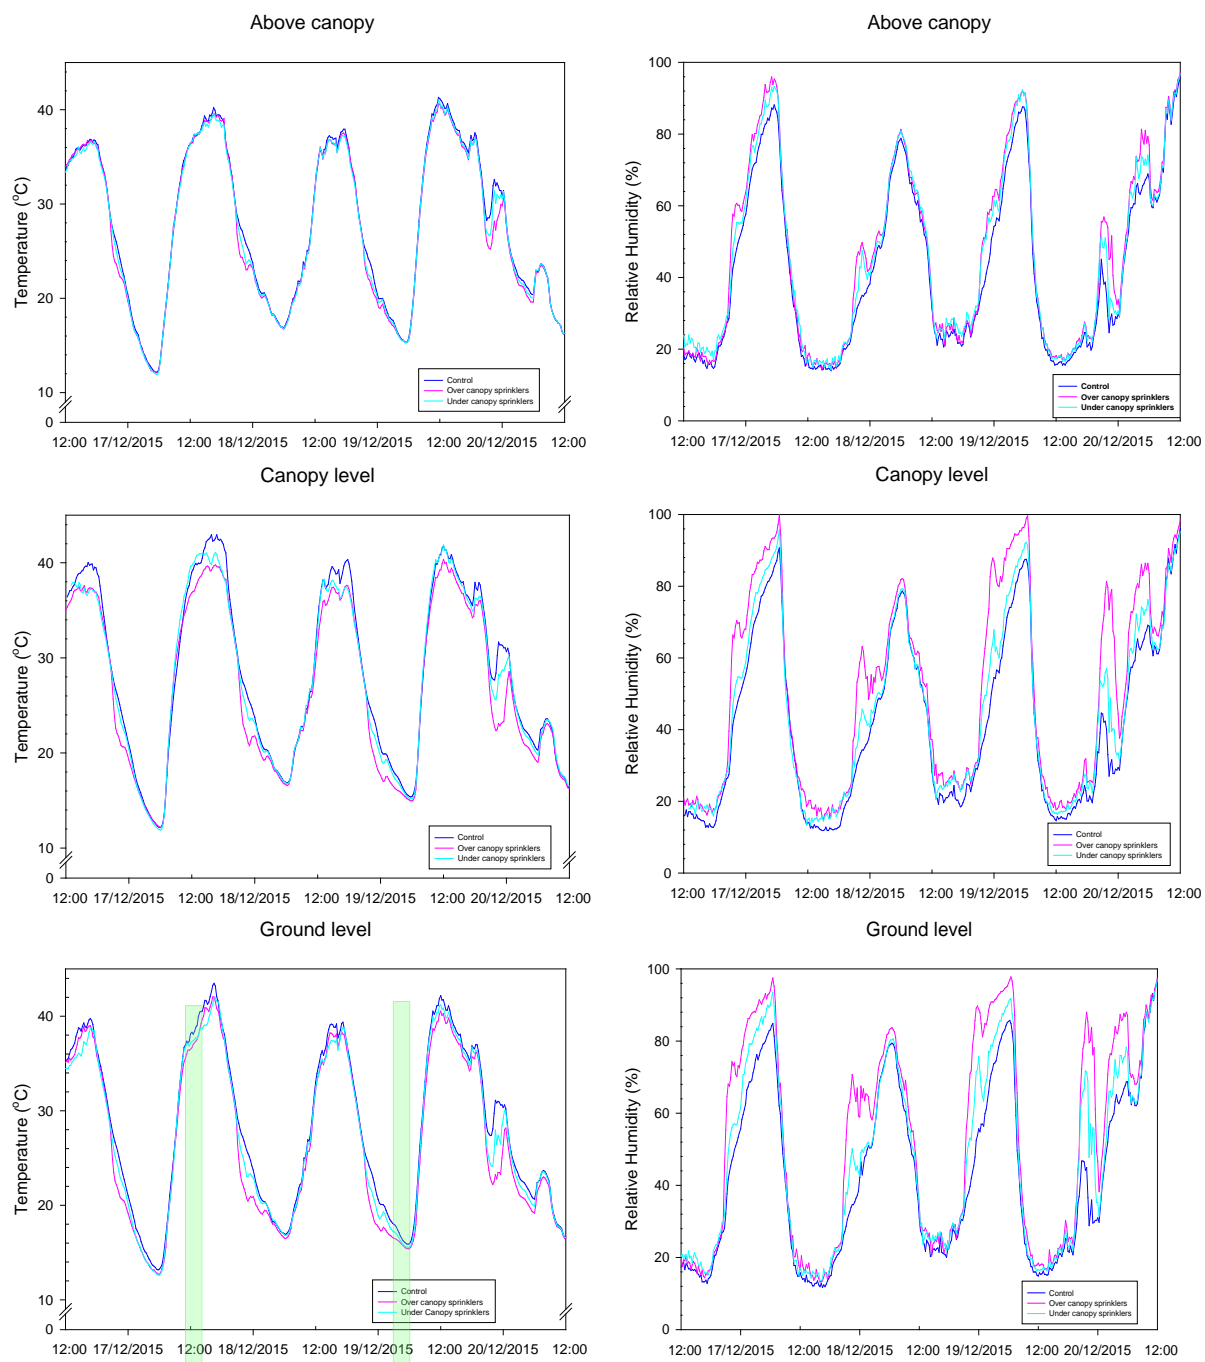 Above canopy
Temperature (°C)
40
30
20
10
0
Control
Over canopy sprinklers
Under canopy sprinklers
12:00 17/12/2015 12:00 18/12/2015 12:00 19/12/2015 12:00 20/12/2015 12:00
Above canopy
Relative Humidity (%)
100
80
60
40
20
0
Control
Over canopy sprinklers
Under canopy sprinklers
12:00 17/12/2015 12:00 18/12/2015 12:00 19/12/2015 12:00 20/12/2015 12:00
Canopy level
Temperature (°C)
40
30
20
10
0
Control
Over canopy sprinklers
Under canopy sprinklers
12:00 17/12/2015 12:00 18/12/2015 12:00 19/12/2015 12:00 20/12/2015 12:00
Canopy level
Relative Humidity (%)
100
80
60
40
20
0
Control
Over canopy sprinklers
Under canopy sprinklers
12:00 17/12/2015 12:00 18/12/2015 12:00 19/12/2015 12:00 20/12/2015 12:00
Ground level
Temperature (°C)
40
30
20
10
0
Control
Over canopy sprinklers
Under Canopy sprinklers
12:00 17/12/2015 12:00 18/12/2015 12:00 19/12/2015 12:00 20/12/2015 12:00
Ground level
Relative Humidity (%)
100
80
60
40
20
0
Control
Over canopy sprinklers
Under canopy sprinklers
12:00 17/12/2015 12:00 18/12/2015 12:00 19/12/2015 12:00 20/12/2015 12:00